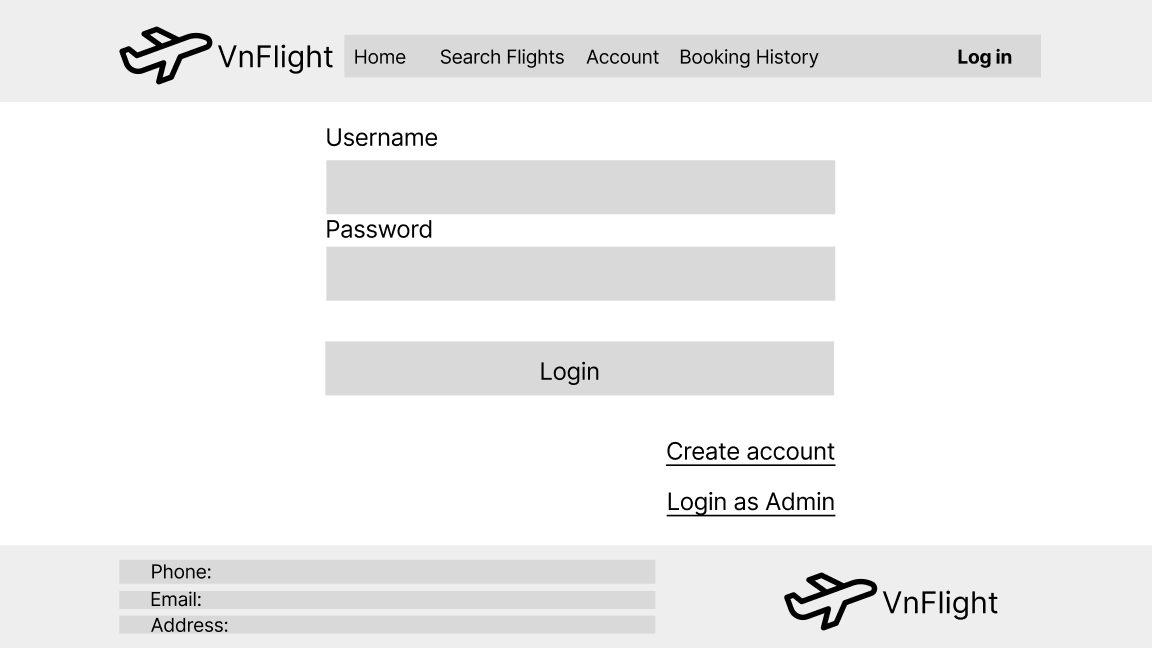 VnFlight Home Search Flights Account Booking History Log in
Username
Password
Login
Create account
Login as Admin
Phone:
Email:
Address:
VnFlight